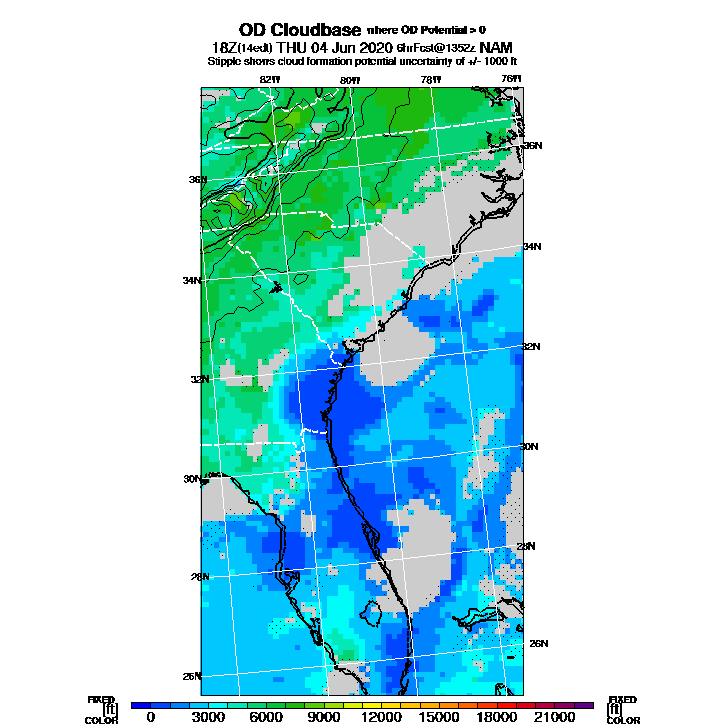 OD Cloudbase where OD Potential > 0
18Z(14edt) THU 04 Jun 2020 6hrFcst@1352z NAM
Stipple shows cloud formation potential uncertainty of +/- 1000 ft
82W 80W 78W 76W
36N
36N
34N
34N
32N
32N
30N
30N
28N
28N
26N
26N
FIXED FIXED
[ft] 0 3000 6000 9000 12000 15000 18000 21000 [ft]
COLOR COLOR